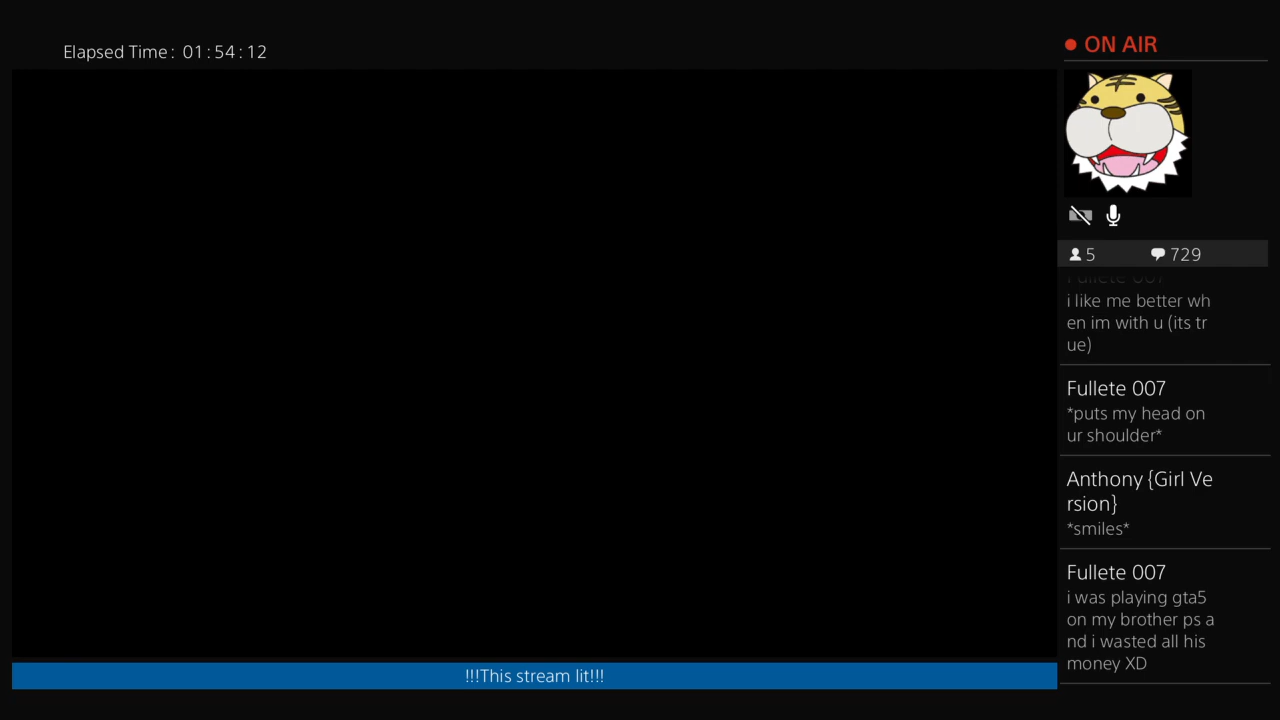 Elapsed Time: 01:54:12
ON AIR
5 729
Fullete 007
i like me better wh
en im with u (its tr
ue)
Fullete 007
*puts my head on
ur shoulder*
Anthony {Girl Ve
rsion}
*smiles*
Fullete 007
i was playing gta5
on my brother ps a
nd i wasted all his
money XD
!!!This stream lit!!!